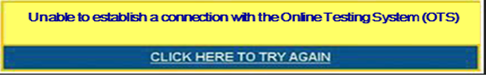 Unable to establish a connection with the Online Testing System (OTS)
CLICK HERE TO TRY AGAIN